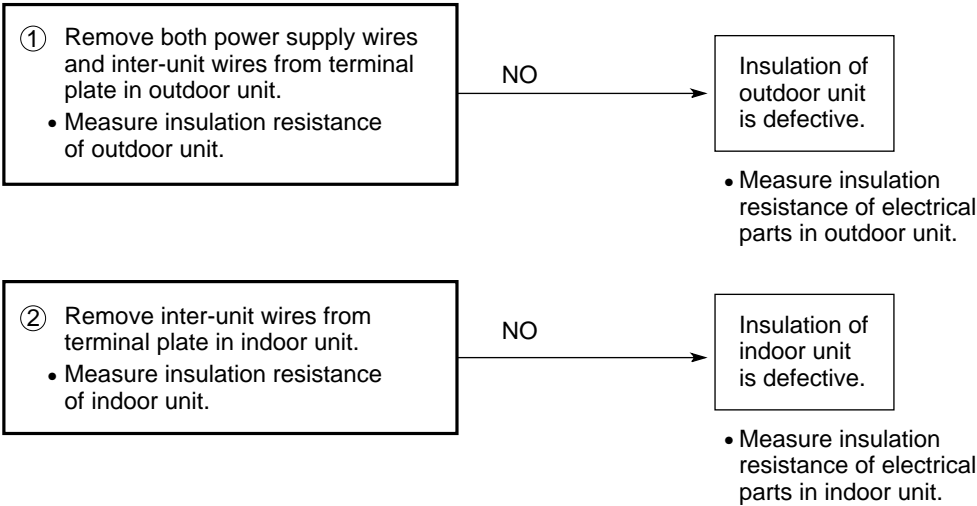 ① Remove both power supply wires
and inter-unit wires from terminal
plate in outdoor unit.
• Measure insulation resistance
of outdoor unit.
NO
Insulation of
outdoor unit
is defective.
• Measure insulation
resistance of electrical
parts in outdoor unit.
② Remove inter-unit wires from
terminal plate in indoor unit.
• Measure insulation resistance
of indoor unit.
NO
Insulation of
indoor unit
is defective.
• Measure insulation
resistance of electrical
parts in indoor unit.